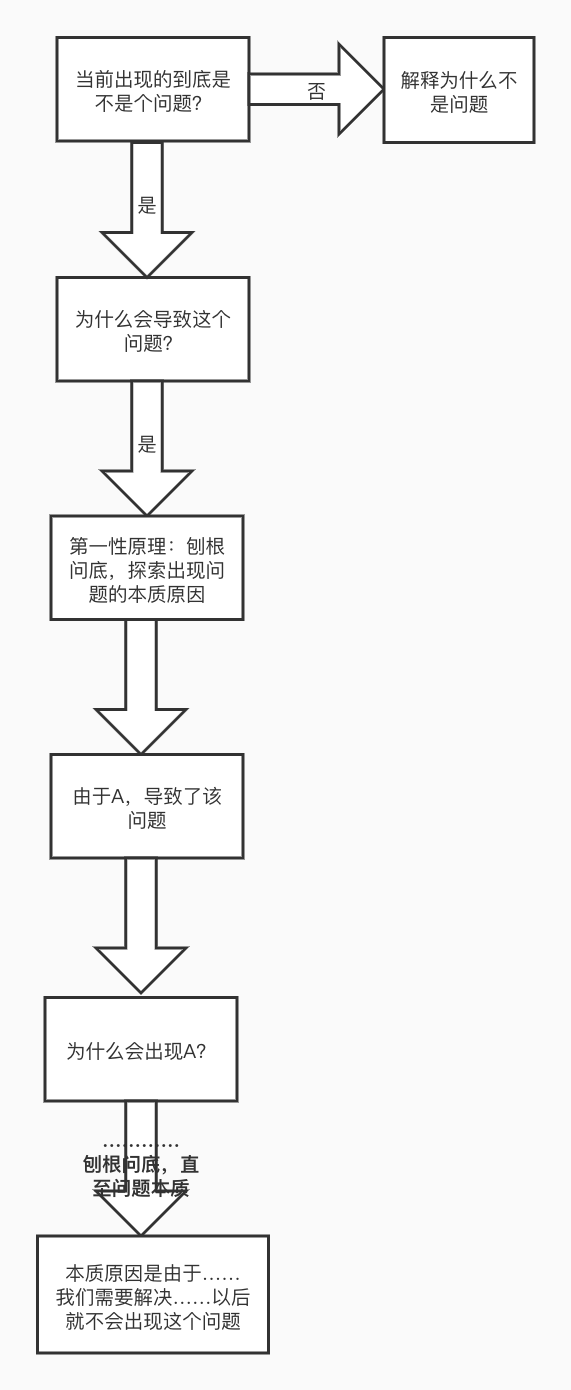 当前出现的到底是
不是个问题？
否
解释为什么不
是问题
是
为什么会导致这个
问题？
是
第一性原理：刨根
问底，探索出现问
题的本质原因
由于A，导致了该
问题
为什么会出现A？
…………
刨根问底，直
至问题本质
本质原因是由于……
我们需要解决……以后
就不会出现这个问题